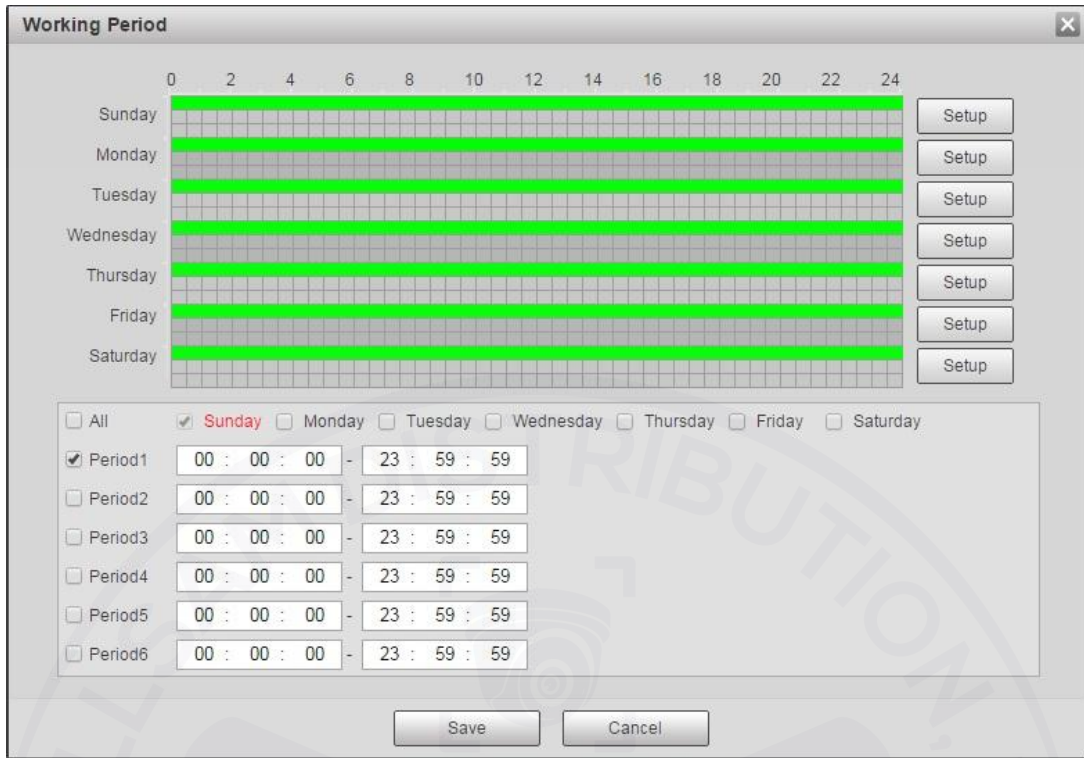 Working Period
0 2 4 6 8 10 12 14 16 18 20 22 24
Sunday Setup
Monday Setup
Tuesday Setup
Wednesday Setup
Thursday Setup
Friday Setup
Saturday Setup
All Sunday Monday Tuesday Wednesday Thursday Friday Saturday
Period1 00 : 00 : 00 - 23 : 59 : 59
Period2 00 : 00 : 00 - 23 : 59 : 59
Period3 00 : 00 : 00 - 23 : 59 : 59
Period4 00 : 00 : 00 - 23 : 59 : 59
Period5 00 : 00 : 00 - 23 : 59 : 59
Period6 00 : 00 : 00 - 23 : 59 : 59
Save Cancel
DISTRIBUTION,